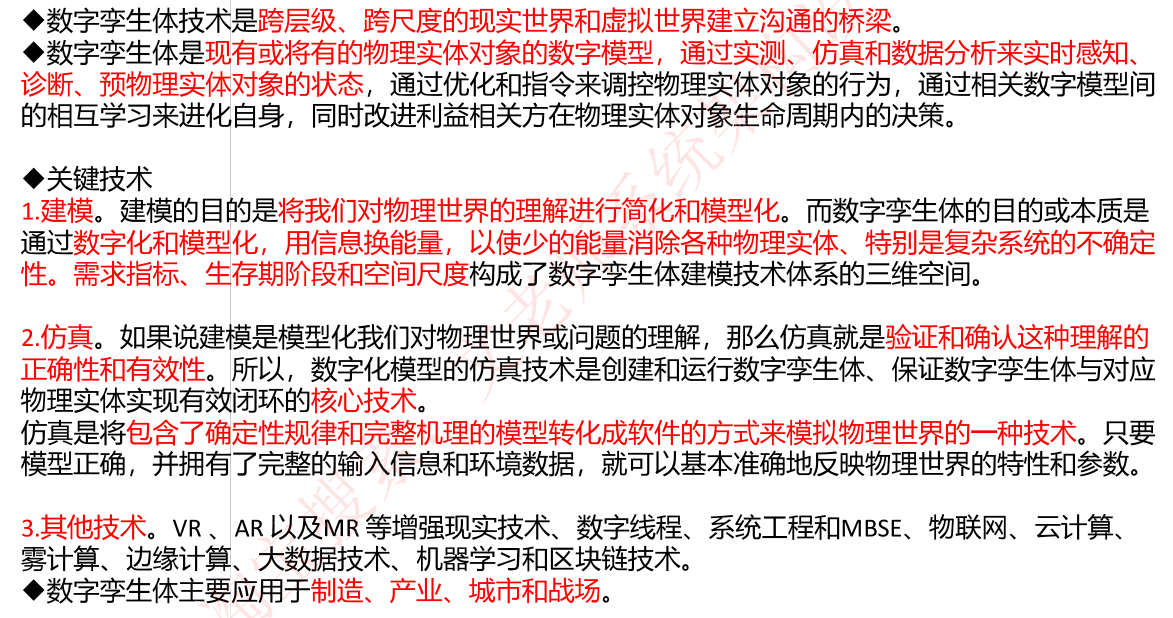 ◆数字孪生体技术是跨层级、跨尺度的现实世界和虚拟世界建立沟通的桥梁。
◆数字孪生体是现有或将有的物理实体对象的数字模型，通过实测、仿真和数据分析来实时感知、
诊断、预物理实体对象的状态，通过优化和指令来调控物理实体对象的行为，通过相关数字模型间
的相互学习来进化自身，同时改进利益相关方在物理实体对象生命周期内的决策。
◆关键技术
1.建模。建模的目的是将我们对物理世界的理解进行简化和模型化。而数字孪生体的目的或本质是
通过数字化和模型化，用信息换能量，以使少的能量消除各种物理实体、特别是复杂系统的不确定
性。需求指标、生存期阶段和空间尺度构成了数字孪生体建模技术体系的三维空间。
2.仿真。如果说建模是模型化我们对物理世界或问题的理解，那么仿真就是验证和确认这种理解的
正确性和有效性。所以，数字化模型的仿真技术是创建和运行数字孪生体、保证数字孪生体与对应
物理实体实现有效闭环的核心技术。
仿真是将包含了确定性规律和完整机理的模型转化成软件的方式来模拟物理世界的一种技术。只要
模型正确，并拥有了完整的输入信息和环境数据，就可以基本准确地反映物理世界的特性和参数。
3.其他技术。VR 、AR 以及MR 等增强现实技术、数字线程、系统工程和MBSE、物联网、云计算、
雾计算、边缘计算、大数据技术、机器学习和区块链技术。
◆数字孪生体主要应用于制造、产业、城市和战场。